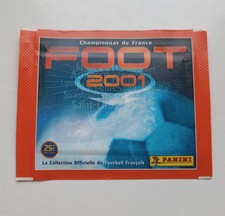 Championnat de France
FOOT
2001
25
La Collection Officielle du Football Français
PANINI